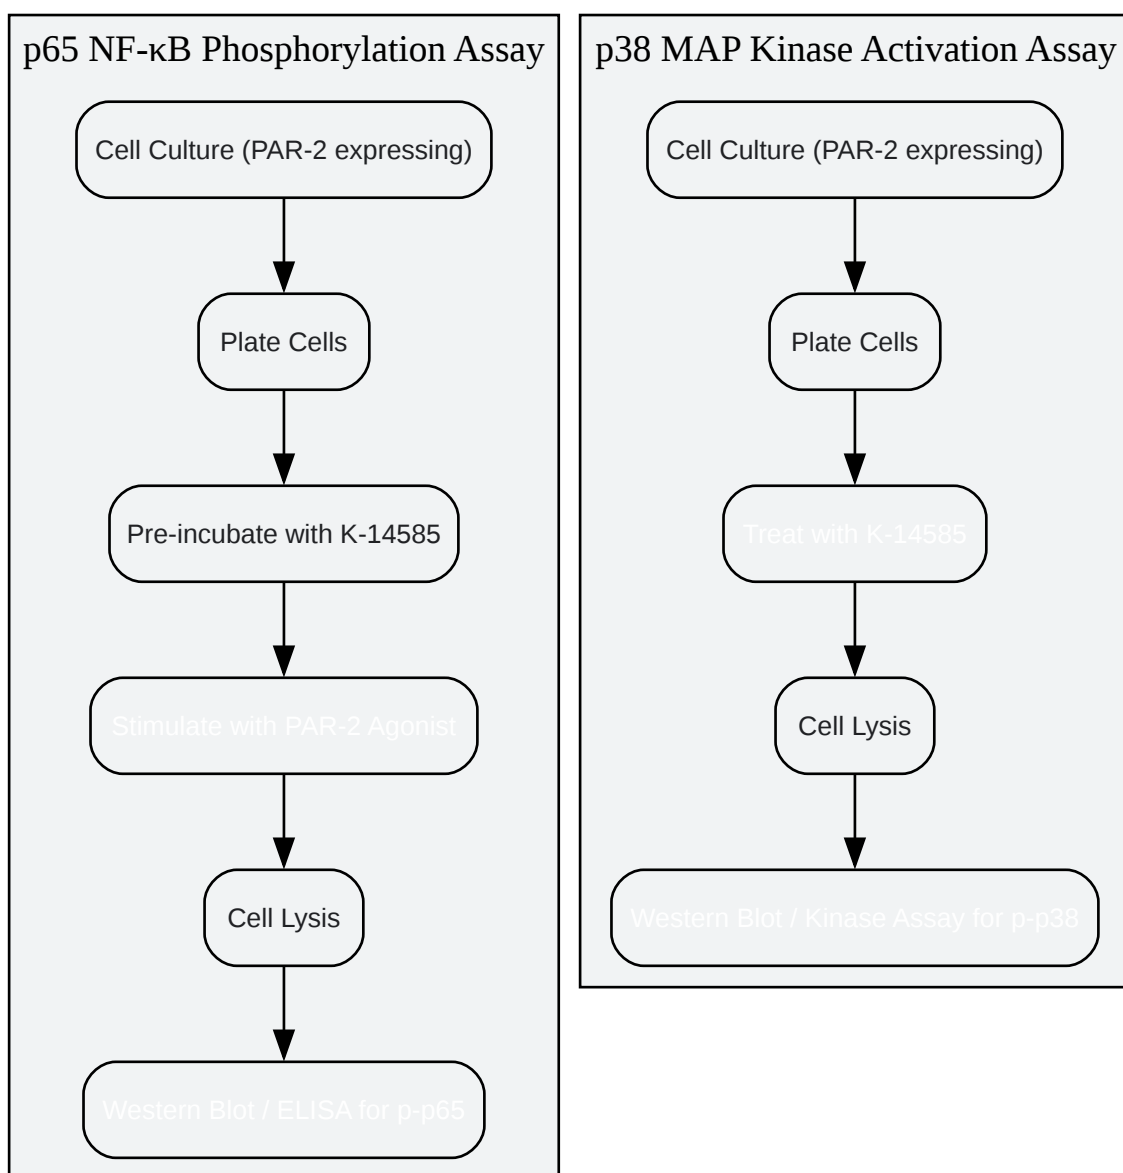 p65 NF-κB Phosphorylation Assay
Cell Culture (PAR-2 expressing)
Plate Cells
Pre-incubate with K-14585
Stimulate with PAR-2 Agonist
Cell Lysis
Western Blot / ELISA for p-p65
p38 MAP Kinase Activation Assay
Cell Culture (PAR-2 expressing)
Plate Cells
Treat with K-14585
Cell Lysis
Western Blot / Kinase Assay for p-p38